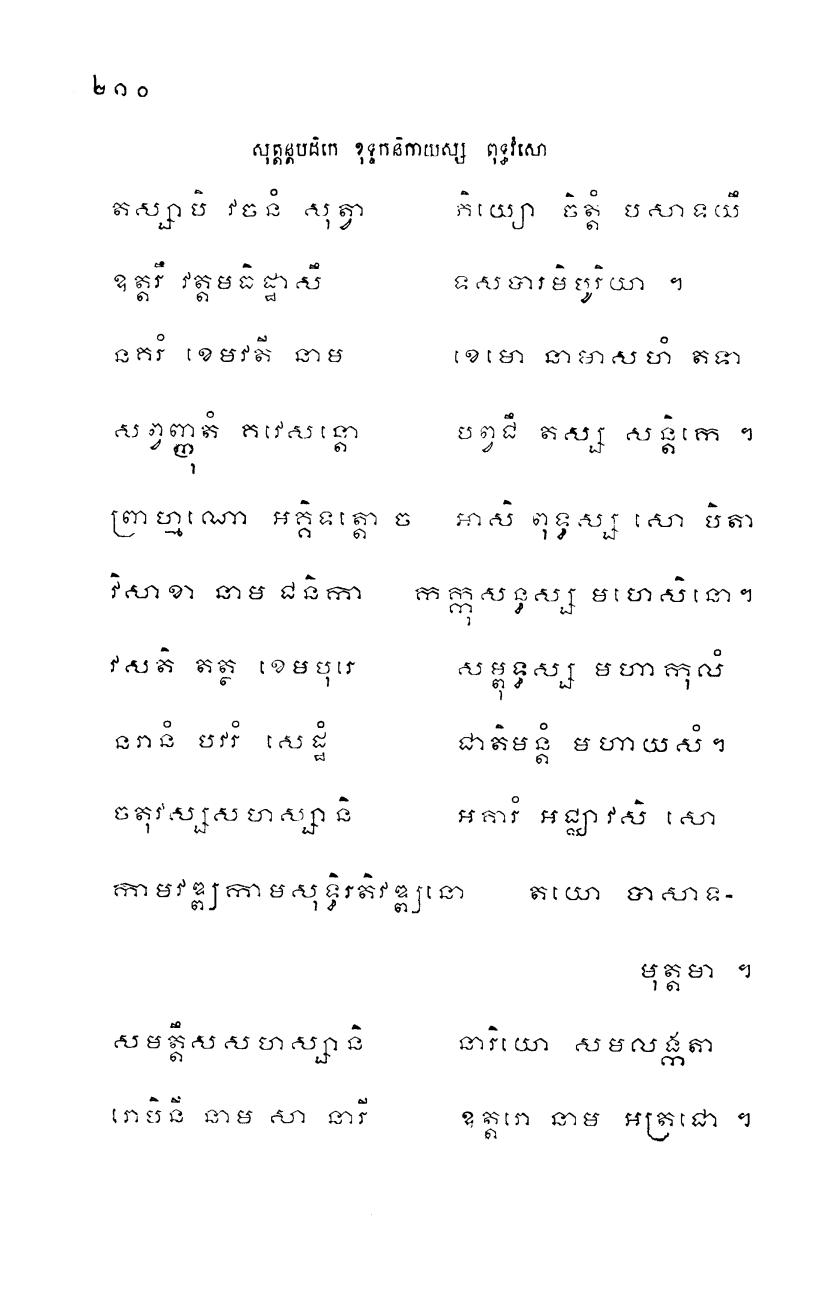 ២១០
សុត្តន្តបិដកេ ខុទ្ទកនិកាយស្ស ពុទ្ធវំសោ
តស្សាបិ វចនំ សុត្វា ភិយ្យោ ចិត្តំ បសាទយឹ
ឧត្តរឹ វត្តមធិដ្ឋាសឹ ទសបារមិបូរិយា ។
នគរំ ខេមវតី នាម ខេមោ នាមាសហំ តទា
សព្វញ្ញុតំ គវេសន្តោ បព្វជឹ តស្ស សន្តិកេ ។
ព្រាហ្មណោ អគ្គិទត្តោ ច អាសិ ពុទ្ធស្ស សោ បិតា
វិសាខា នាម ជនិកា កក្កុសន្ធស្ស មហេសិនោ។
វសតិ តត្ថ ខេមបុរេ សម្ពុទ្ធស្ស មហាកុលំ
នរានំ បវរំ សេដ្ឋំ ជាតិមន្តំ មហាយសំ។
ចតុវស្សសហស្សានិ អគារំ អជ្ឈាវសិ សោ
កាមវឌ្ឍកាមសុទ្ធិរតិវឌ្ឍនោ តយោ បាសាទ-
មុត្តមា ។
សមត្តឹសសហស្សានិ នារិយោ សមលង្កតា
រោបិនី នាម សា នារី ឧត្តរោ នាម អត្រជោ ។